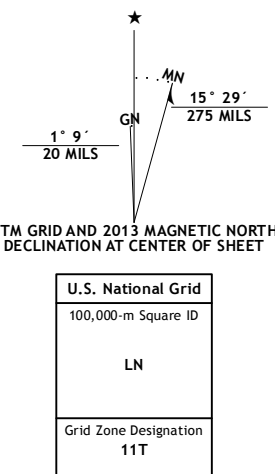 ★
MN
GN
15° 29´
275 MILS
1° 9´
20 MILS
TM GRID AND 2013 MAGNETIC NORTH
DECLINATION AT CENTER OF SHEET
U.S. National Grid
100,000-m Square ID
LN
Grid Zone Designation
11T